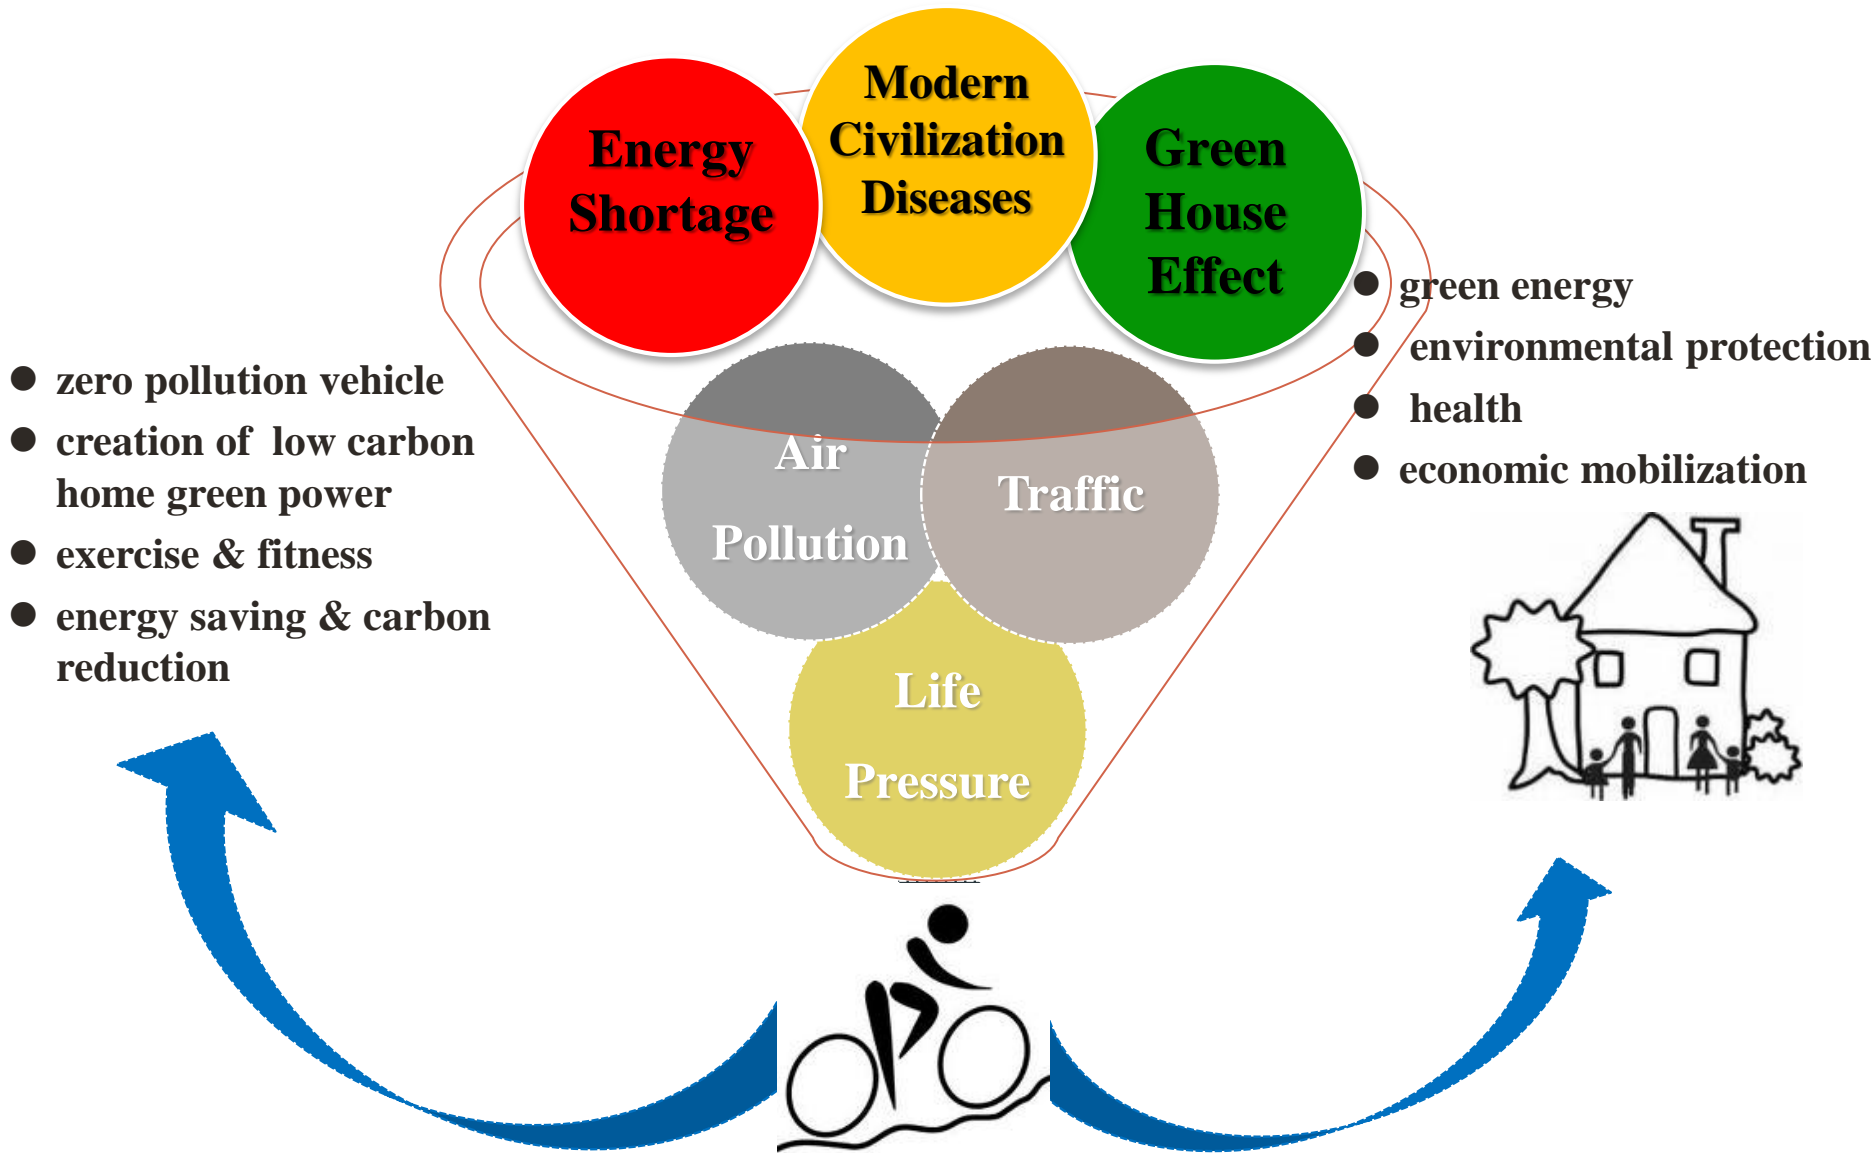 Energy
Shortage
Modern
Civilization
Diseases
Green
House
Effect
Air
Pollution
Traffic
Life
Pressure
● zero pollution vehicle
● creation of low carbon
home green power
● exercise & fitness
● energy saving & carbon
reduction
● green energy
● environmental protection
● health
● economic mobilization